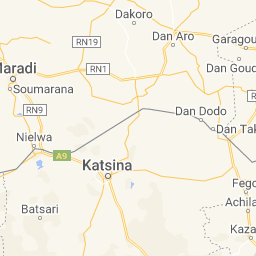 Dakoro
Garagou
RN19
Dan Aro
Maradi
RN1
Dan Goud
Soumarana
RN9
Dan Dodo
Nielwa
Dan Tak
A9
Katsina
Fego
Achila
Batsari
Kaza